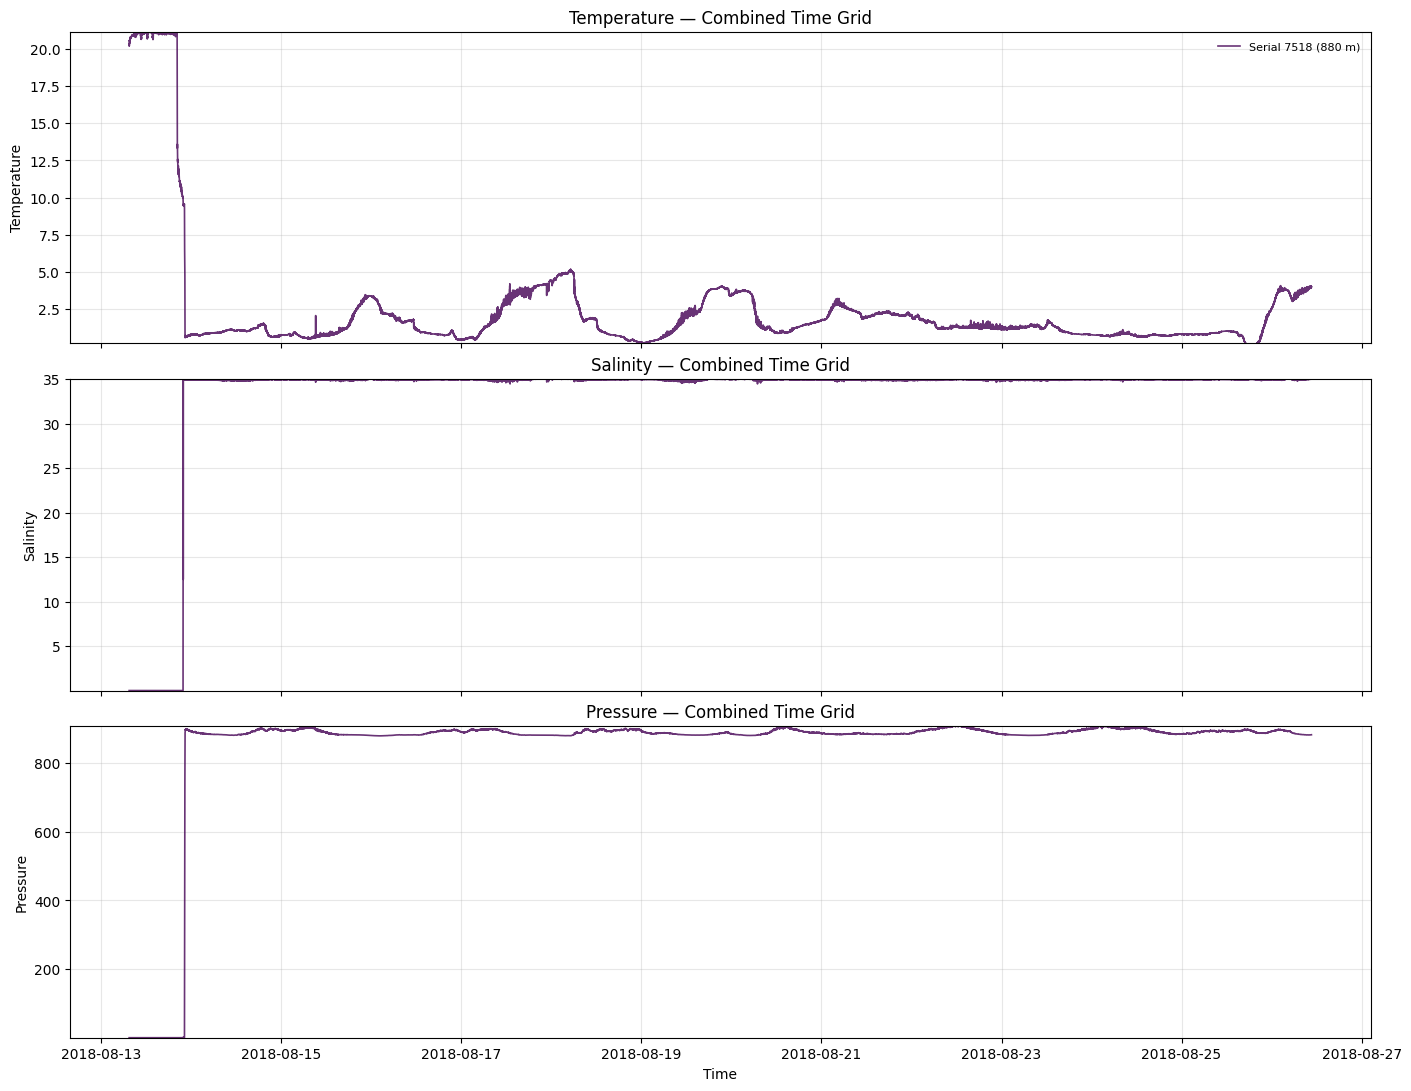 Temperature — Combined Time Grid
Serial 7518 (880 m)
Temperature
20.0
17.5
15.0
12.5
10.0
7.5
5.0
2.5
Salinity — Combined Time Grid
Salinity
35
30
25
20
15
10
5
Pressure — Combined Time Grid
Pressure
800
600
400
200
2018-08-13 2018-08-15 2018-08-17 2018-08-19 2018-08-21 2018-08-23 2018-08-25 2018-08-27
Time